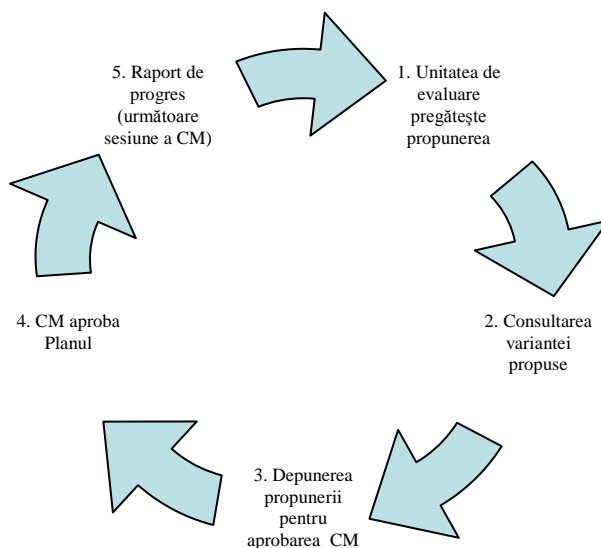 1. Unitatea de
evaluare
pregătește
propunerea
2. Consultarea
variantei
propuse
3. Depunerea
propunerii
pentru
aprobarea CM
4. CM aproba
Planul
5. Raport de
progres
(următoare
sesiune a CM)